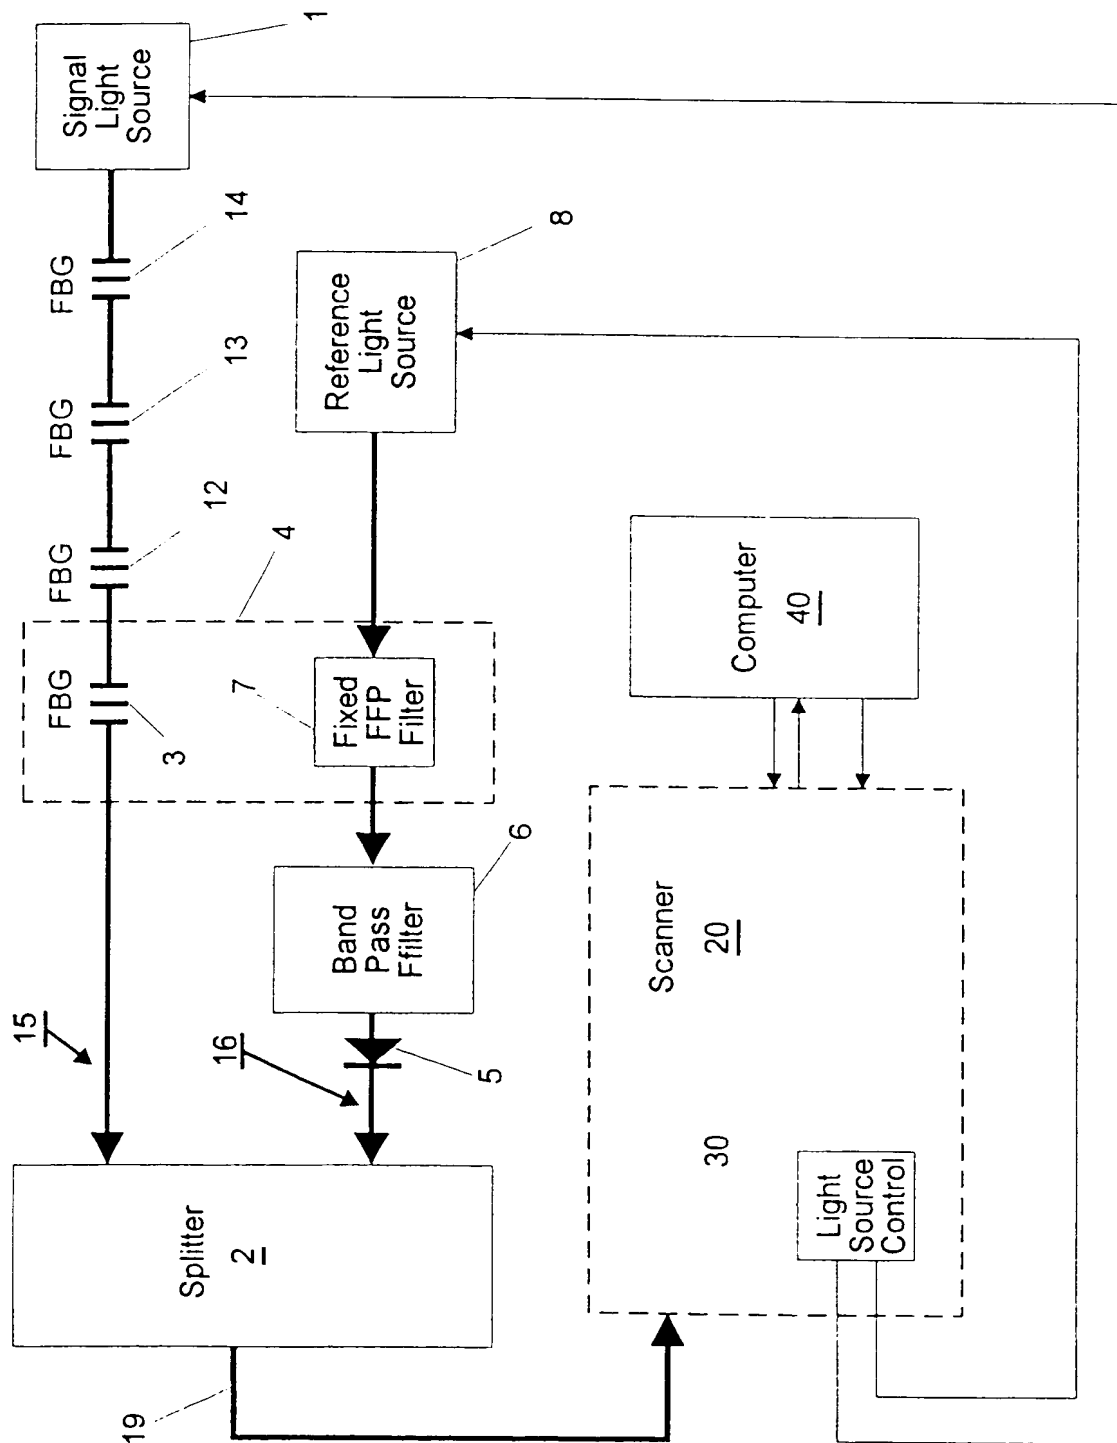 15
FBG
3
FBG
12
FBG
13
FBG
14
Signal
Light
Source
1
4
Splitter
2
16
5
Band
Pass
Ffilter
6
7
Fixed
FFP
Filter
Reference
Light
Source
8
19
Scanner
20
30
Light
Source
Control
Computer
40